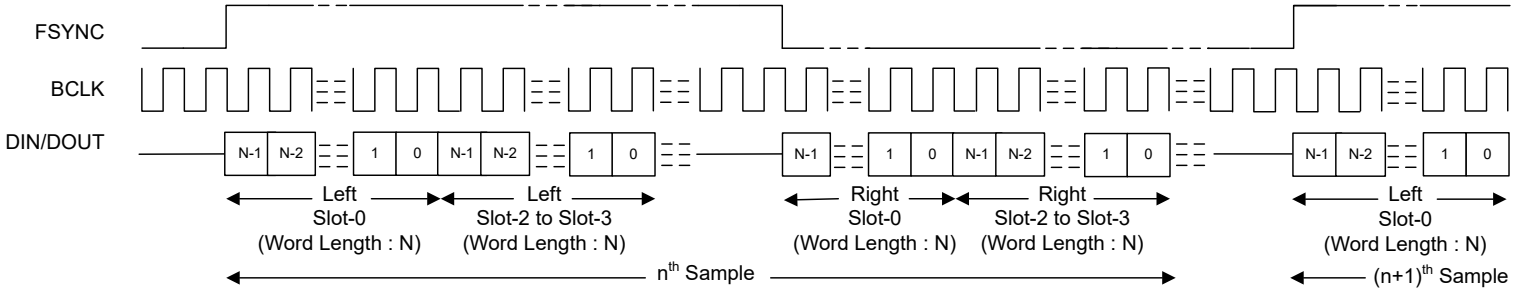 FSYNC
BCLK
DIN/DOUT
N-1 N-2 1 0 N-1 N-2 1 0 N-1 1 0 N-1 N-2 1 0 N-1 N-2 1 0
Left Left Right Right Left
Slot-0 Slot-2 to Slot-3 Slot-0 Slot-2 to Slot-3 Slot-0
(Word Length : N) (Word Length : N) (Word Length : N) (Word Length : N) (Word Length : N)
nth Sample (n+1)th Sample